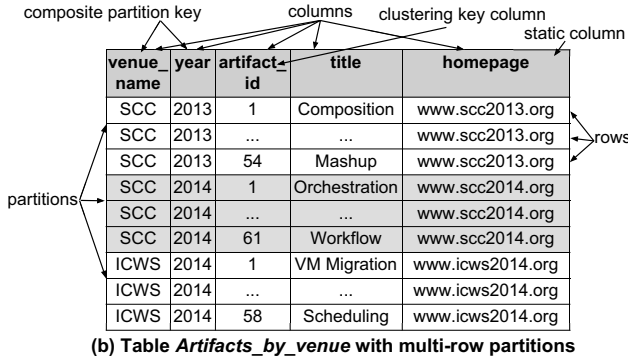 composite partition key
columns
clustering key column
static column
venue_name year artifact_id title homepage
SCC 2013 1 Composition www.scc2013.org
SCC 2013 ... ... www.scc2013.org
SCC 2013 54 Mashup www.scc2013.org
rows
SCC 2014 1 Orchestration www.scc2014.org
partitions
SCC 2014 ... ... www.scc2014.org
SCC 2014 61 Workflow www.scc2014.org
ICWS 2014 1 VM Migration www.icws2014.org
ICWS 2014 ... ... www.icws2014.org
ICWS 2014 58 Scheduling www.icws2014.org
(b) Table Artifacts_by_venue with multi-row partitions